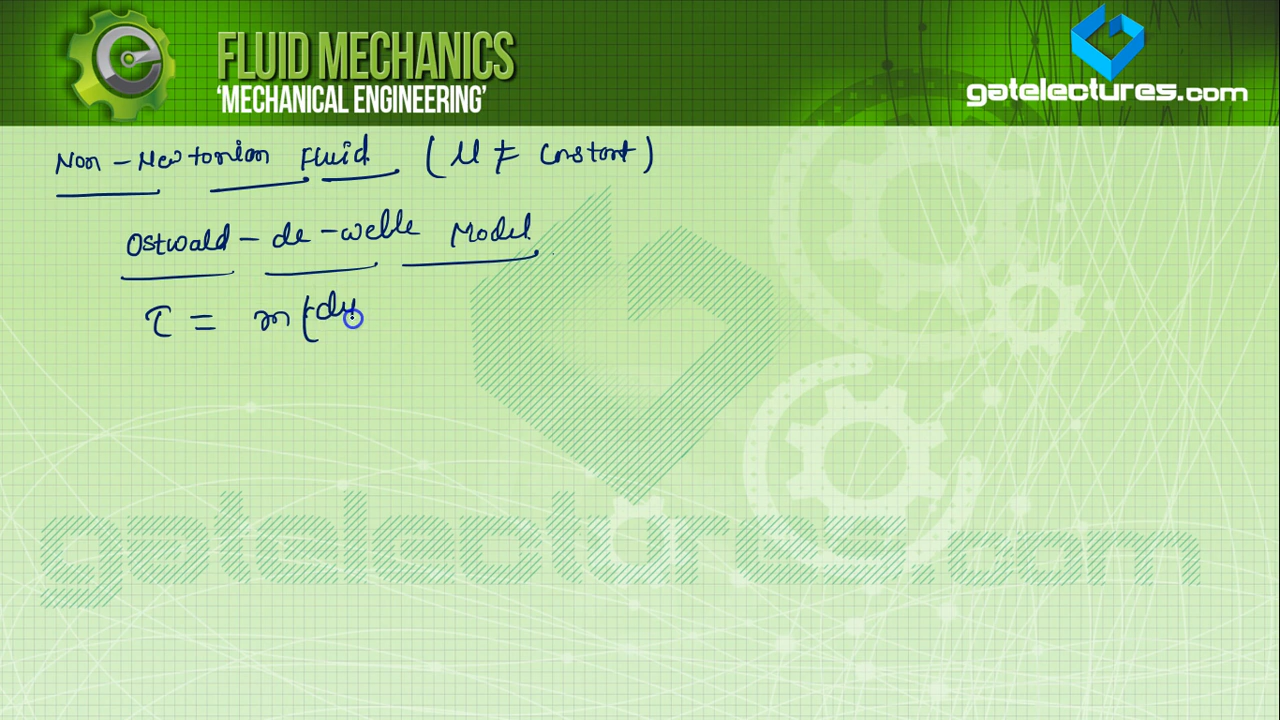 FLUID MECHANICS
'MECHANICAL ENGINEERING'
gatelectures.com
Non-Newtonian Fluid (μ ≠ Constant)
Ostwald-de-welle Model
τ = m(du
gatelectures.com